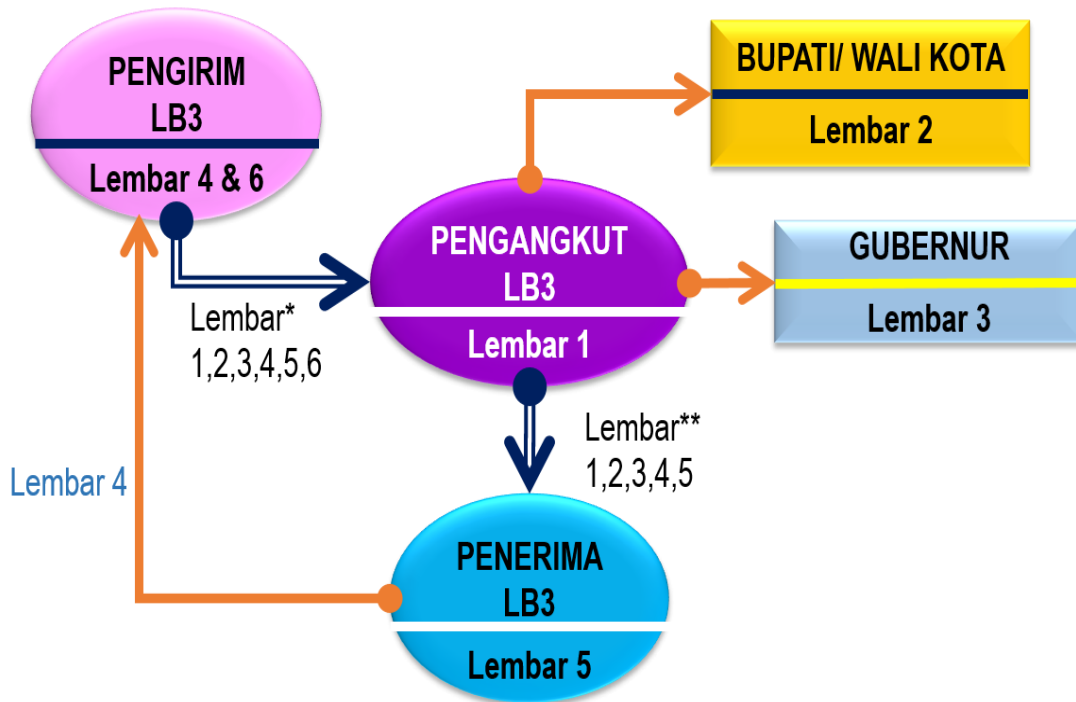 PENGIRIM
LB3
Lembar 4 & 6
BUPATI/ WALI KOTA
Lembar 2
PENGANGKUT
LB3
Lembar 1
GUBERNUR
Lembar 3
Lembar*
1,2,3,4,5,6
Lembar**
1,2,3,4,5
Lembar 4
PENERIMA
LB3
Lembar 5